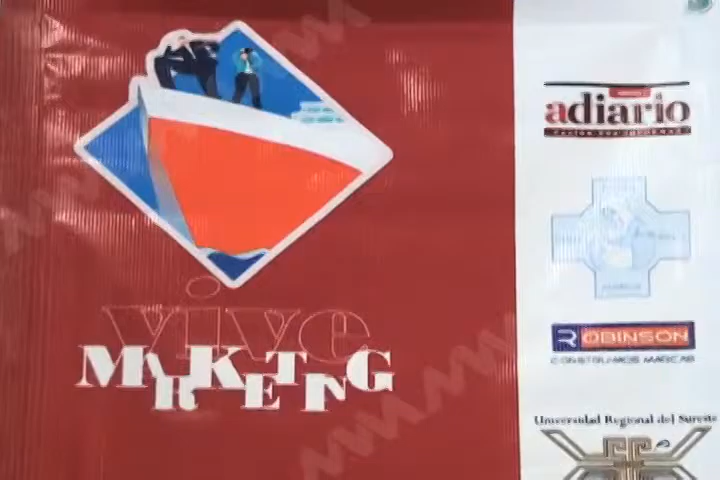 vive
MARKETING
adiario
ROBINSON
CONSTRUIMOS MARCAS
Universidad Regional del Sureste